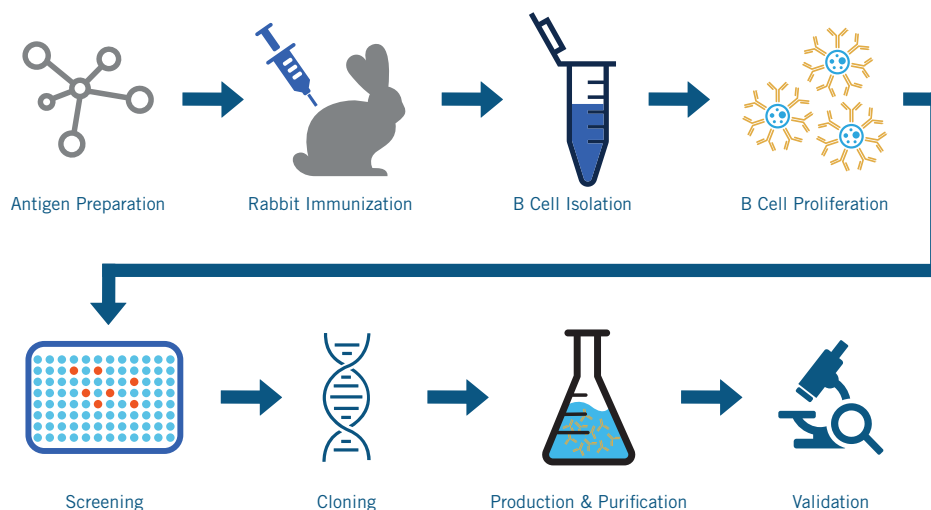 Antigen Preparation
Rabbit Immunization
B Cell Isolation
B Cell Proliferation
Screening
Cloning
Production & Purification
Validation